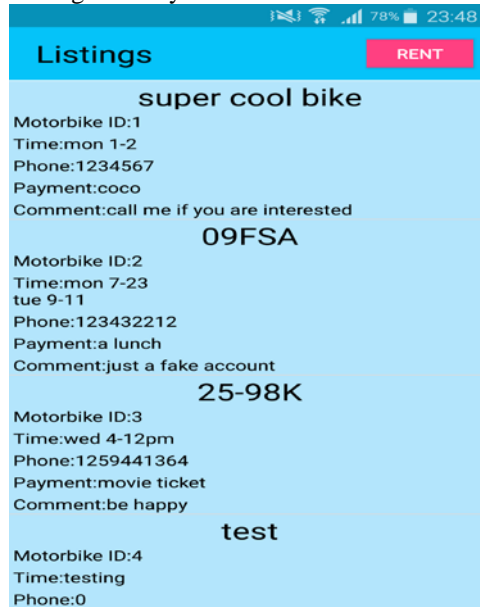 78% 23:48
Listings
RENT
super cool bike
Motorbike ID:1
Time:mon 1-2
Phone:1234567
Payment:coco
Comment:call me if you are interested
09FSA
Motorbike ID:2
Time:mon 7-23
tue 9-11
Phone:123432212
Payment:a lunch
Comment:just a fake account
25-98K
Motorbike ID:3
Time:wed 4-12pm
Phone:1259441364
Payment:movie ticket
Comment:be happy
test
Motorbike ID:4
Time:testing
Phone:0